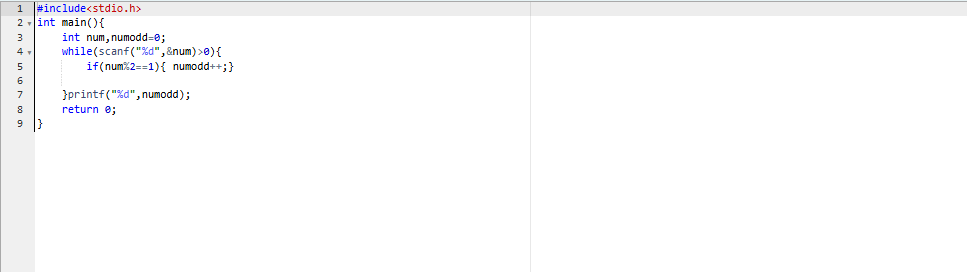 1 #include<stdio.h>
2 int main(){
3     int num,numodd=0;
4     while(scanf("%d",&num)>0){
5         if(num%2==1){ numodd++;}
6
7     }printf("%d",numodd);
8     return 0;
9 }